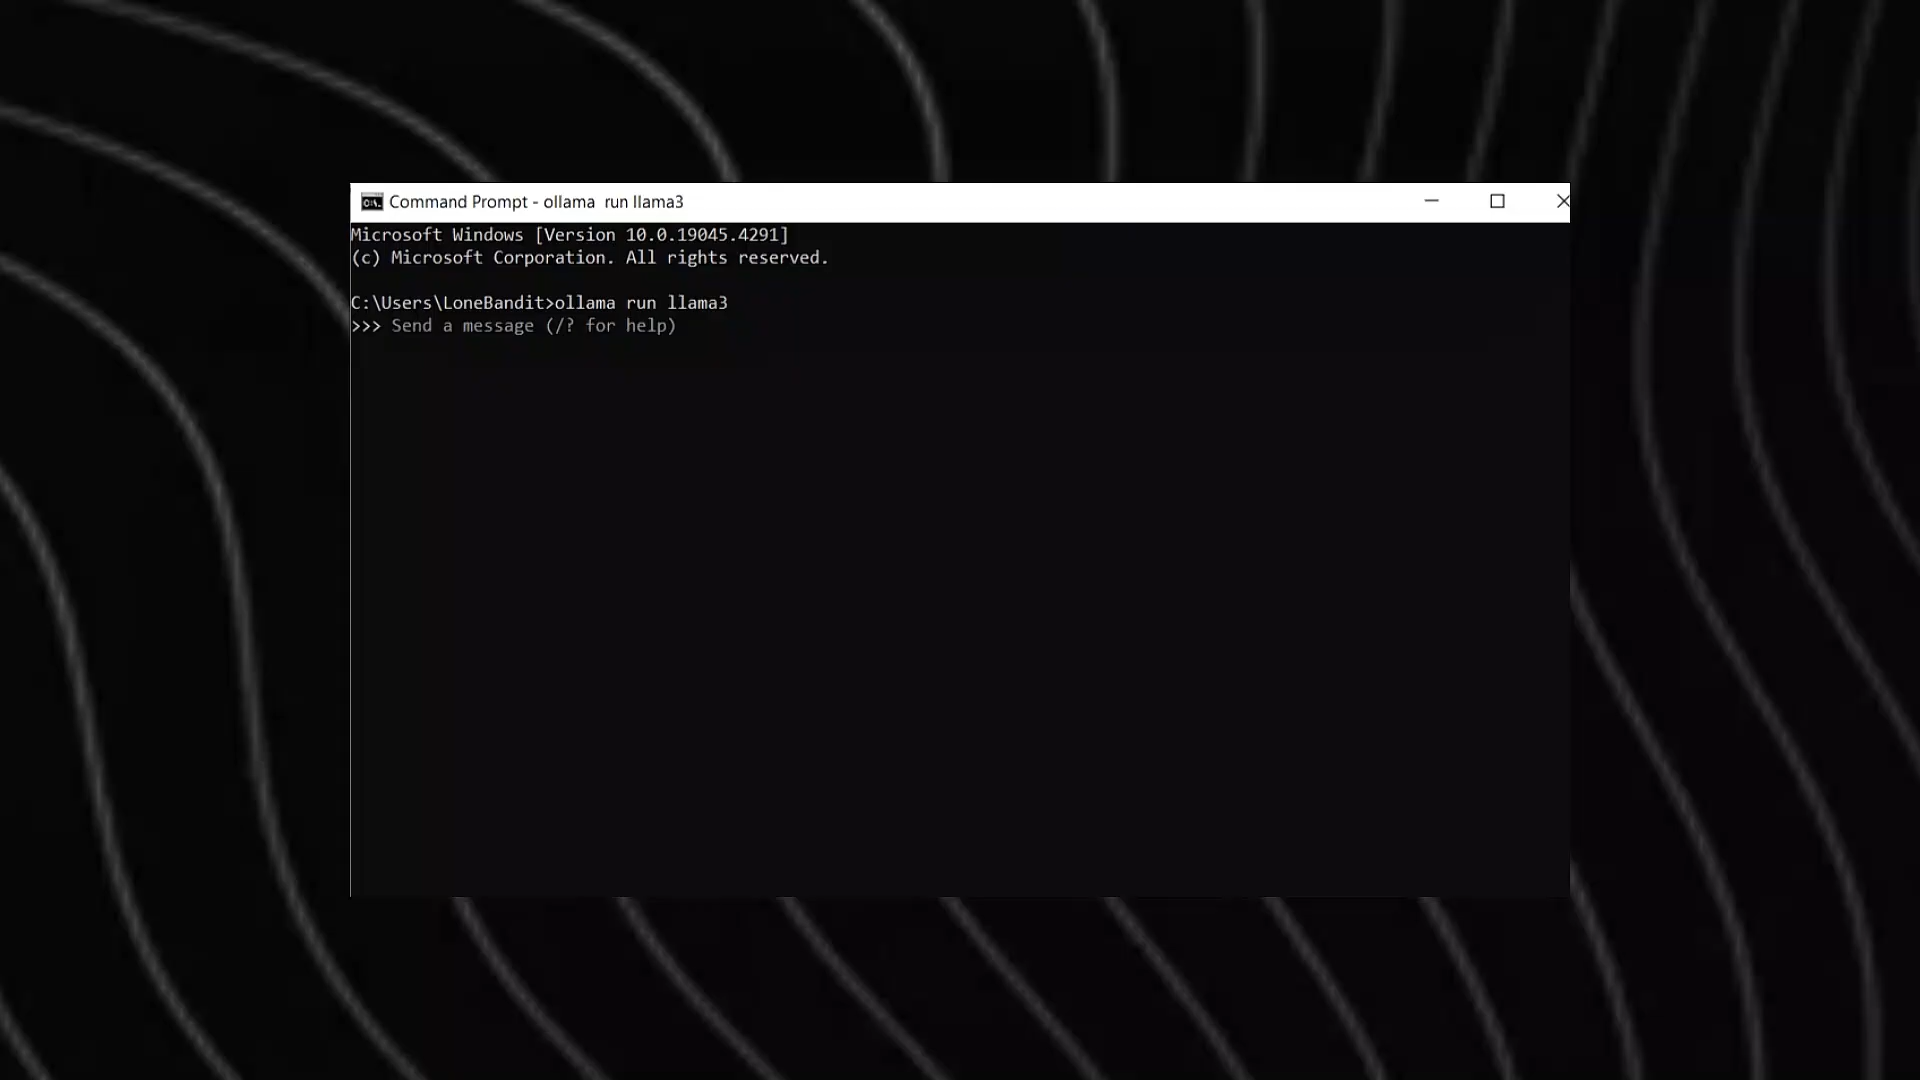 Command Prompt - ollama  run llama3
Microsoft Windows [Version 10.0.19045.4291]
(c) Microsoft Corporation. All rights reserved.
C:\Users\LoneBandit>ollama run llama3
>>> Send a message (/? for help)